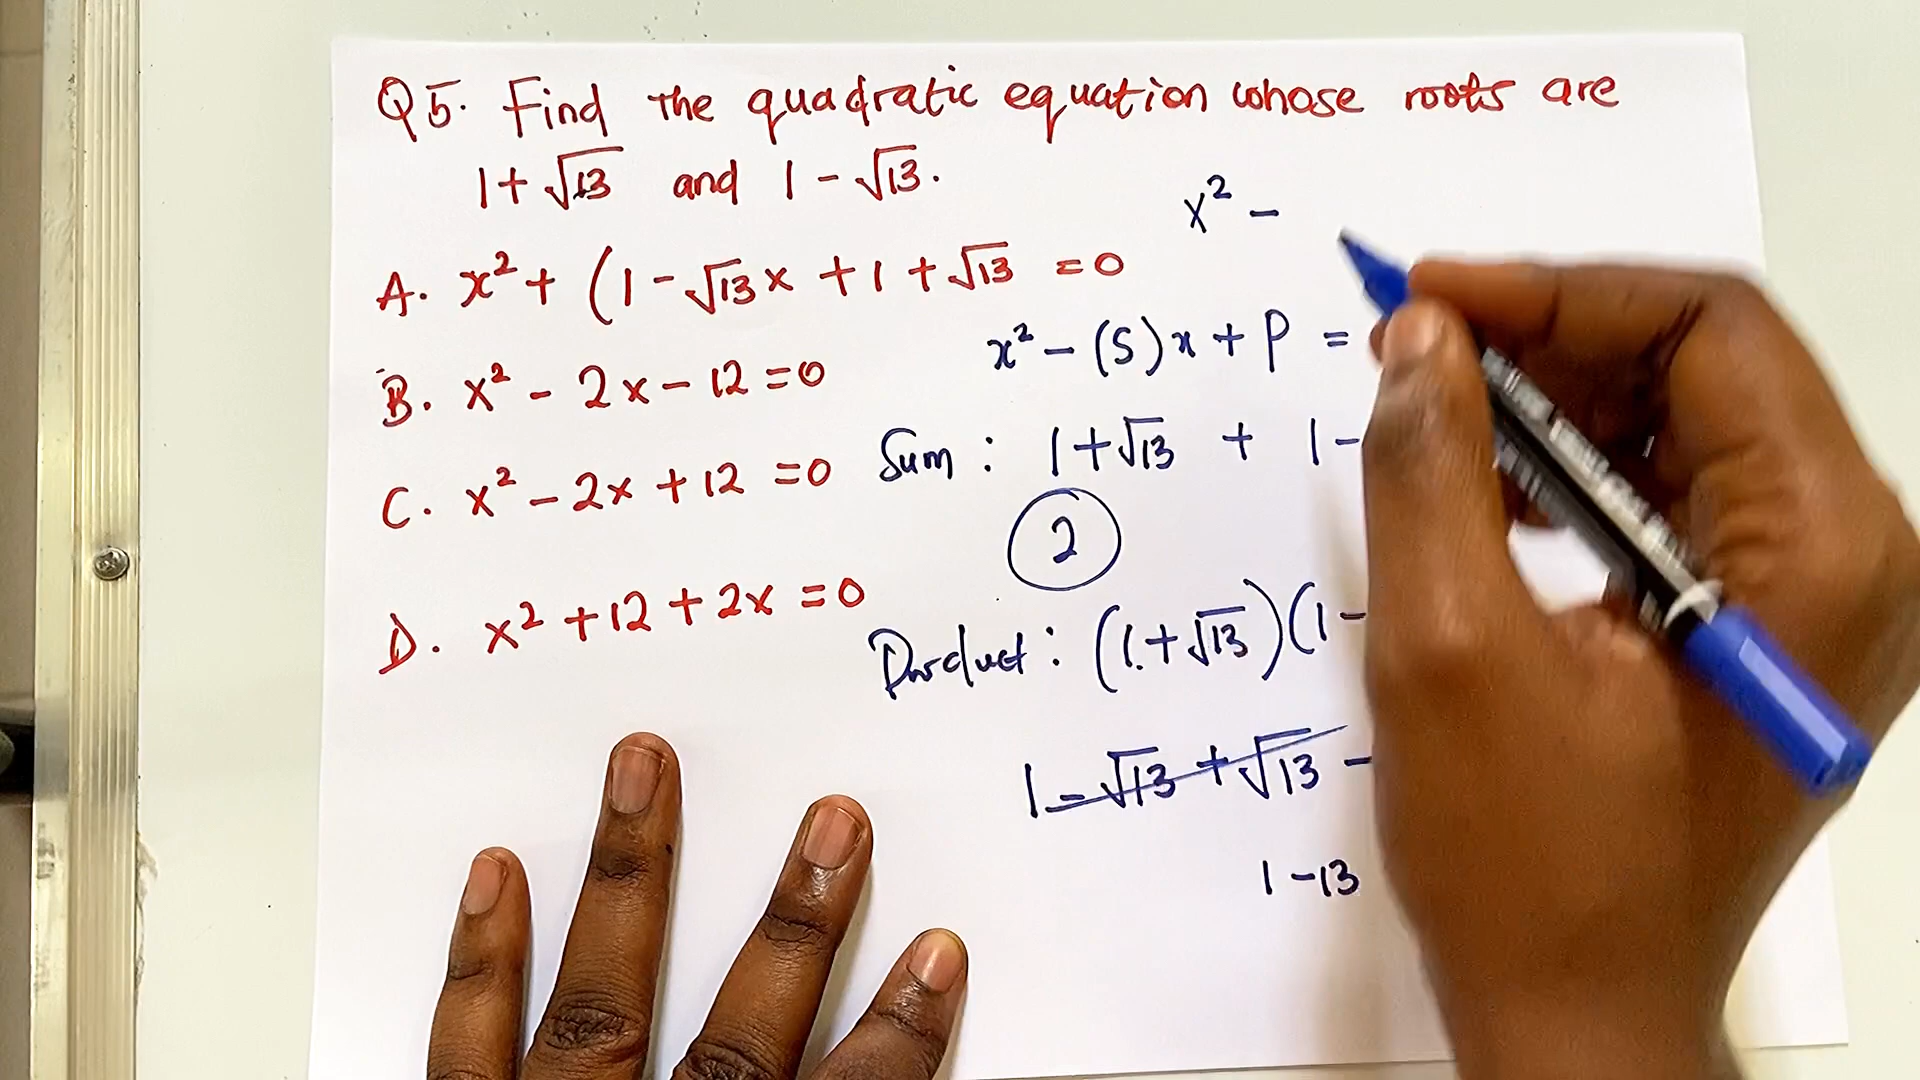 Q5. Find the quadratic equation whose roots are
1 + √13 and 1 - √13.
A. x² + (1 - √13x + 1 + √13 = 0
B. x² - 2x - 12 = 0
C. x² - 2x + 12 = 0
D. x² + 12 + 2x = 0
x² -
x² - (S)x + P =
Sum : 1 + √13 + 1 -
2
Product : (1 + √13)(1 -
1 - √13 + √13 -
1 - 13